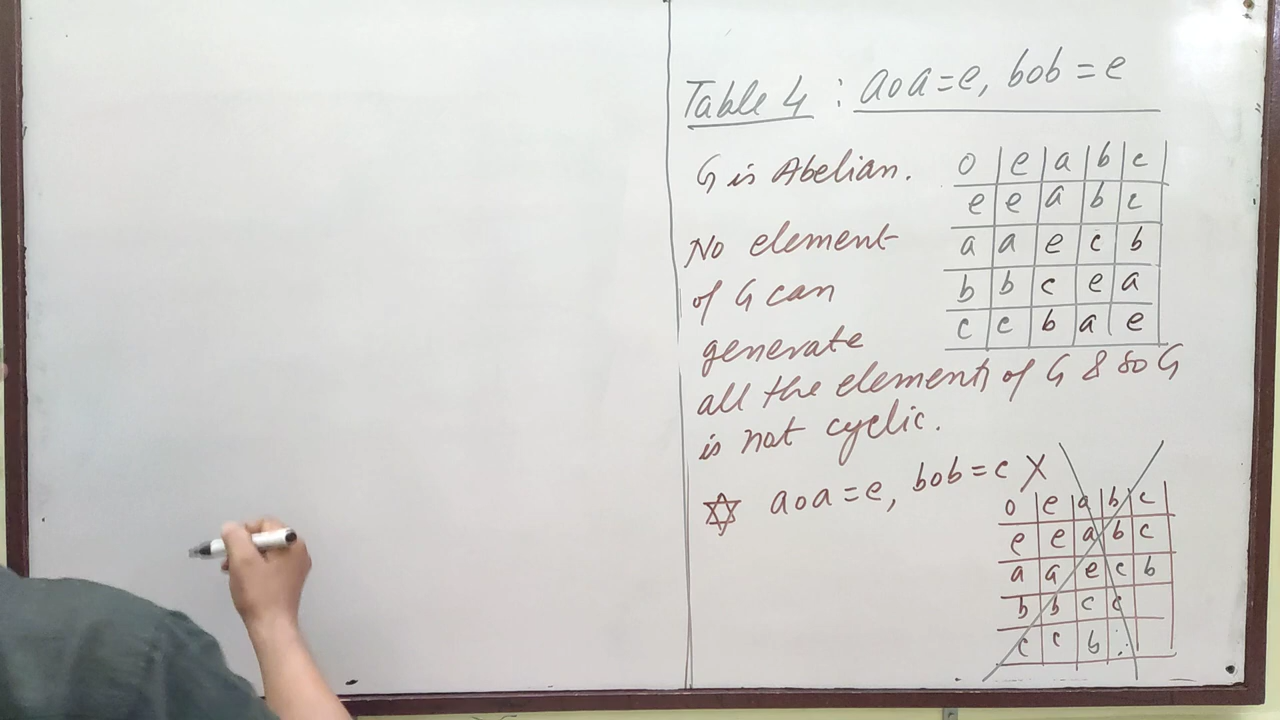 Table 4 : aoa=e, bob=e
G is Abelian.
No element
of G can
generate
all the elements of G & so G
is not cyclic.
o e a b c
e e a b c
a a e c b
b b c e a
c c b a e
aoa=e, bob=c X
o e a b c
e e a b c
a a e c b
b b c c
c c b :